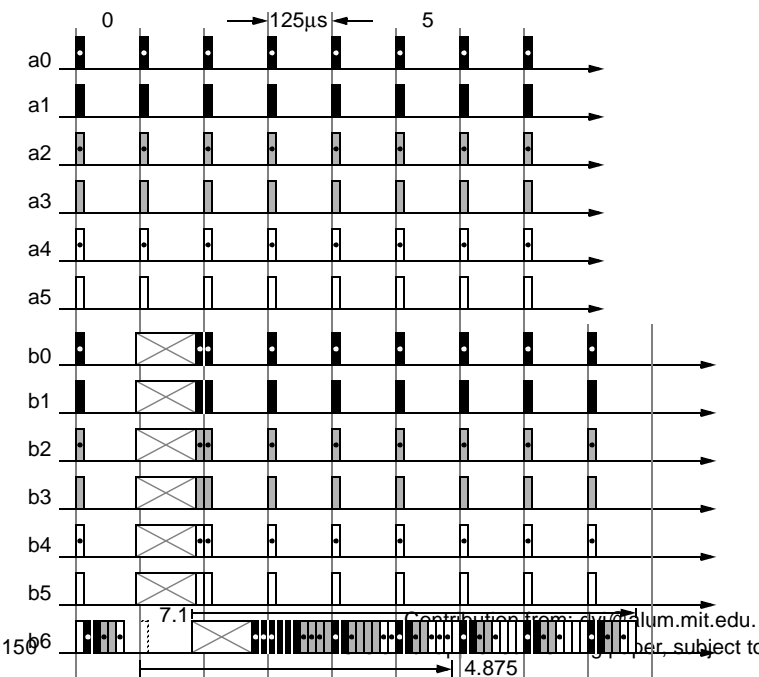 0 125μs 5
a0
a1
a2
a3
a4
a5
b0
b1
b2
b3
b4
b5
7.1
Contribution from: @alum.mit.edu.
b6
150 per, subject to
4.875